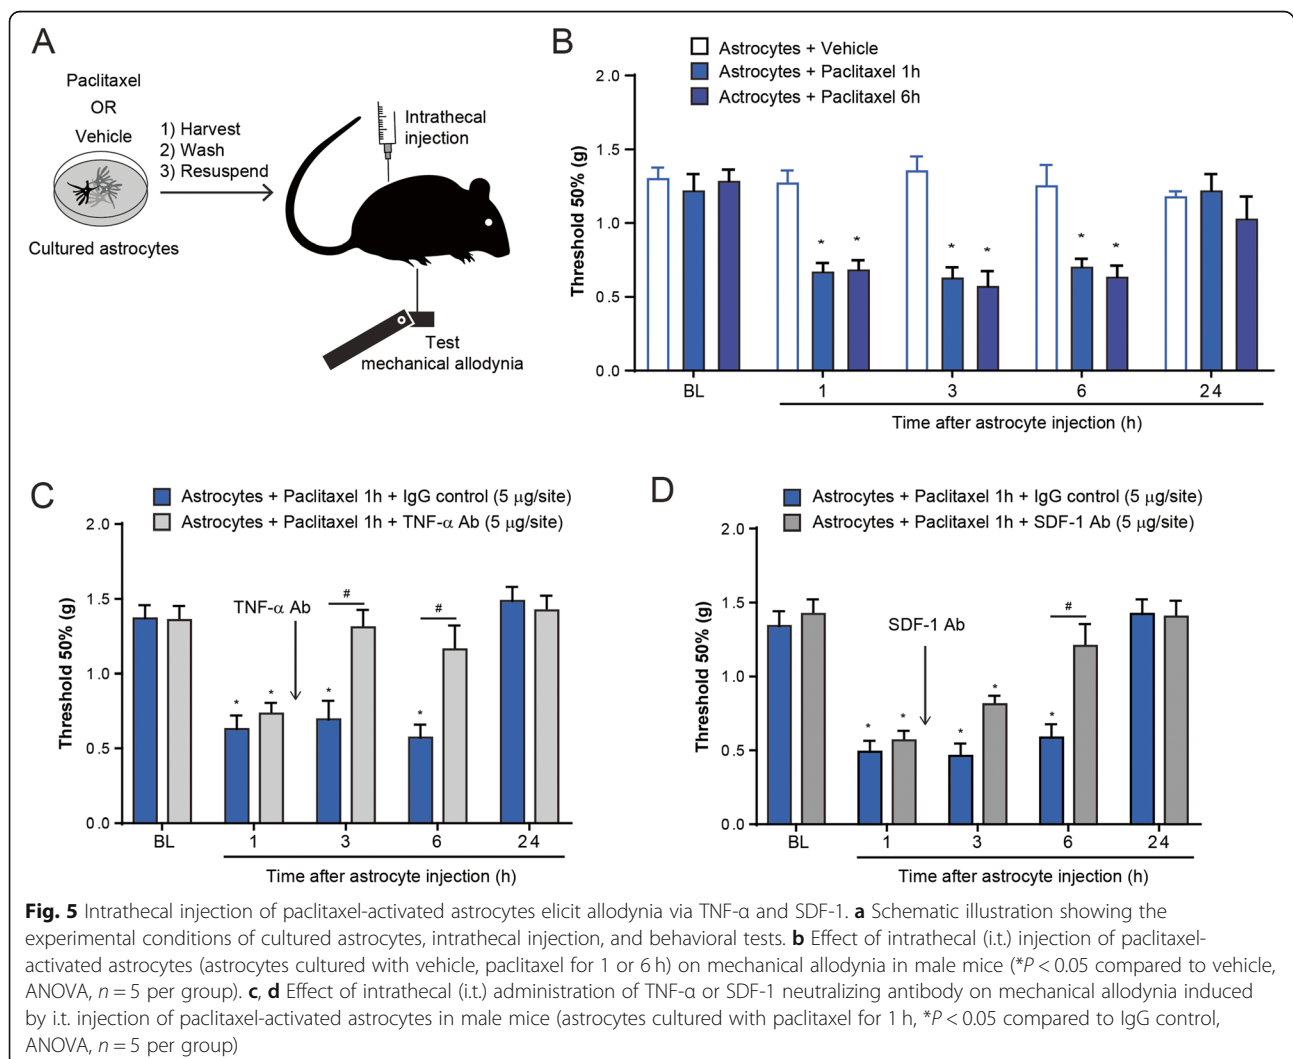 A
Paclitaxel
OR
Vehicle
1) Harvest
2) Wash
3) Resuspend
Cultured astrocytes
Intrathecal
injection
Test
mechanical allodynia
B
Astrocytes + Vehicle
Astrocytes + Paclitaxel 1h
Actrocytes + Paclitaxel 6h
Threshold 50% (g)
2.0
1.5
1.0
0.5
0.0
* *
* *
* *
BL 1 3 6 24
Time after astrocyte injection (h)
C
Astrocytes + Paclitaxel 1h + IgG control (5 μg/site)
Astrocytes + Paclitaxel 1h + TNF-α Ab (5 μg/site)
Threshold 50% (g)
2.0
1.5
1.0
0.5
0.0
TNF-α Ab
# #
* * * *
BL 1 3 6 24
Time after astrocyte injection (h)
D
Astrocytes + Paclitaxel 1h + IgG control (5 μg/site)
Astrocytes + Paclitaxel 1h + SDF-1 Ab (5 μg/site)
Threshold 50% (g)
2.0
1.5
1.0
0.5
0.0
SDF-1 Ab
#
* * * * *
BL 1 3 6 24
Time after astrocyte injection (h)
Fig. 5 Intrathecal injection of paclitaxel-activated astrocytes elicit allodynia via TNF-α and SDF-1. a Schematic illustration showing the
experimental conditions of cultured astrocytes, intrathecal injection, and behavioral tests. b Effect of intrathecal (i.t.) injection of paclitaxel-
activated astrocytes (astrocytes cultured with vehicle, paclitaxel for 1 or 6 h) on mechanical allodynia in male mice (*P < 0.05 compared to vehicle,
ANOVA, n = 5 per group). c, d Effect of intrathecal (i.t.) administration of TNF-α or SDF-1 neutralizing antibody on mechanical allodynia induced
by i.t. injection of paclitaxel-activated astrocytes in male mice (astrocytes cultured with paclitaxel for 1 h, *P < 0.05 compared to IgG control,
ANOVA, n = 5 per group)